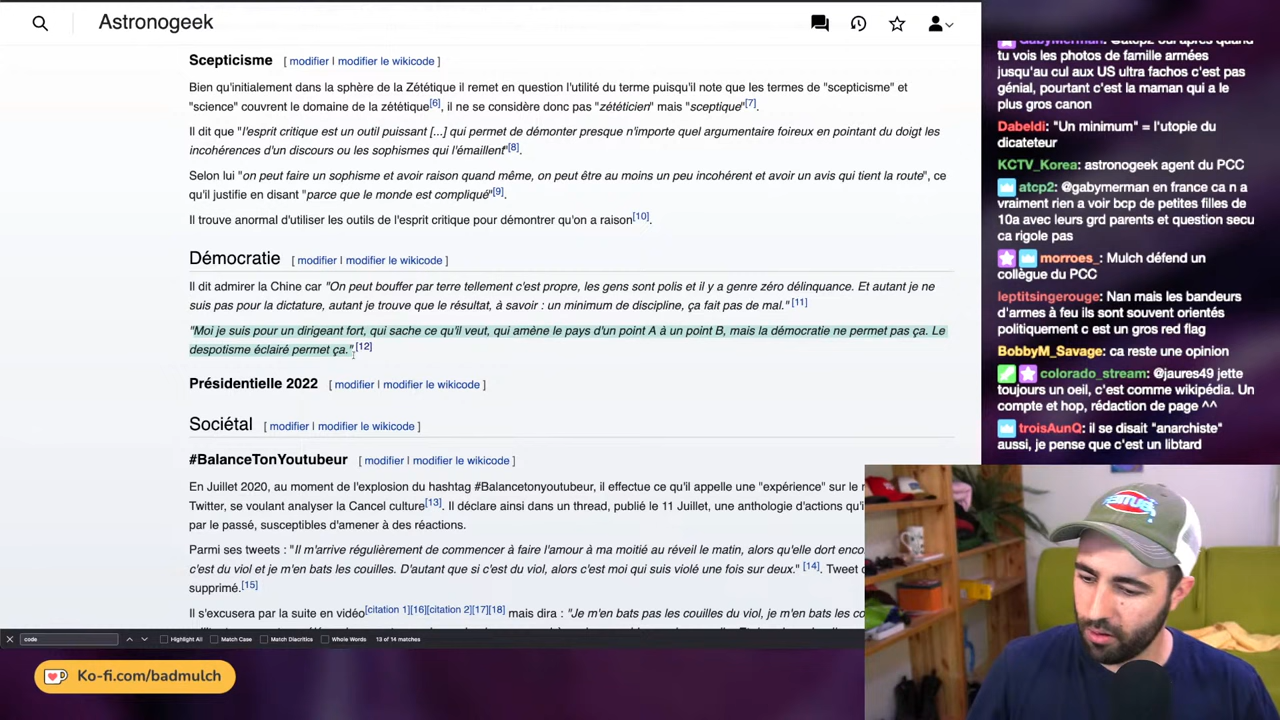 Astronogeek
Scepticisme [ modifier | modifier le wikicode ]
Bien qu'initialement dans la sphère de la Zététique il remet en question l'utilité du terme puisqu'il note que les termes de "scepticisme" et
"science" couvrent le domaine de la zététique[6], il ne se considère donc pas "zététicien" mais "sceptique"[7].
Il dit que "l'esprit critique est un outil puissant [...] qui permet de démonter presque n'importe quel argumentaire foireux en pointant du doigt les
incohérences d'un discours ou les sophismes qui l'émaillent"[8].
Selon lui "on peut faire un sophisme et avoir raison quand même, on peut être au moins un peu incohérent et avoir un avis qui tient la route", ce
qu'il justifie en disant "parce que le monde est compliqué"[9].
Il trouve anormal d'utiliser les outils de l'esprit critique pour démontrer qu'on a raison[10].
Démocratie [ modifier | modifier le wikicode ]
Il dit admirer la Chine car "On peut bouffer par terre tellement c'est propre, les gens sont polis et il y a genre zéro délinquance. Et autant je ne
suis pas pour la dictature, autant je trouve que le résultat, à savoir : un minimum de discipline, ça fait pas de mal." [11]
"Moi je suis pour un dirigeant fort, qui sache ce qu'il veut, qui amène le pays d'un point A à un point B, mais la démocratie ne permet pas ça. Le
despotisme éclairé permet ça."[12]
Présidentielle 2022 [ modifier | modifier le wikicode ]
Sociétal [ modifier | modifier le wikicode ]
#BalanceTonYoutubeur [ modifier | modifier le wikicode ]
En Juillet 2020, au moment de l'explosion du hashtag #Balancetonyoutubeur, il effectue ce qu'il appelle une "expérience" sur le
Twitter, se voulant analyser la Cancel culture[13]. Il déclare ainsi dans un thread, publié le 11 Juillet, une anthologie d'actions qu'i
par le passé, susceptibles d'amener à des réactions.
Parmi ses tweets : "Il m'arrive régulièrement de commencer à faire l'amour à ma moitié au réveil le matin, alors qu'elle dort enco
c'est du viol et je m'en bats les couilles. D'autant que si c'est du viol, alors c'est moi qui suis violé une fois sur deux." [14]. Tweet
supprimé.[15]
Il s'excusera par la suite en vidéo[citation 1][16][citation 2][17][18] mais dira : "Je m'en bats pas les couilles du viol, je m'en bats les co
code Highlight All Match Case Match Diacritics Whole Words 13 of 14 matches
Ko-fi.com/badmulch
GabyMerman: @atcp2 oui après quand
tu vois les photos de famille armées
jusqu'au cul aux US ultra fachos c'est pas
génial, pourtant c'est la maman qui a le
plus gros canon
Dabeldi: "Un minimum" = l'utopie du
dicateteur
KCTV_Korea: astronogeek agent du PCC
atcp2: @gabymerman en france ca n a
vraiment rien a voir bcp de petites filles de
10a avec leurs grd parents et question secu
ca rigole pas
morroes_: Mulch défend un
collègue du PCC
leptitsingerouge: Nan mais les bandeurs
d'armes à feu ils sont souvent orientés
politiquement c est un gros red flag
BobbyM_Savage: ca reste une opinion
colorado_stream: @jaures49 jette
toujours un oeil, c'est comme wikipédia. Un
compte et hop, rédaction de page ^^
troisAunQ: il se disait "anarchiste"
aussi, je pense que c'est un libtard